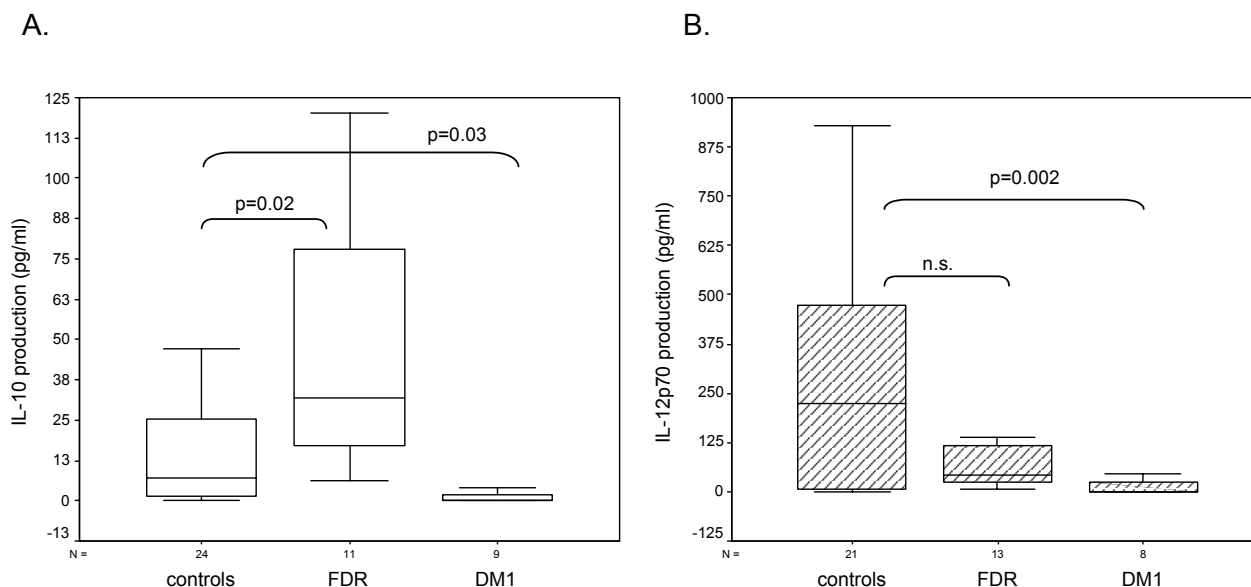 A.
IL-10 production (pg/ml)
125
113
100
88
75
63
50
38
25
13
0
-13
p=0.03
p=0.02
N =
24
11
9
controls
FDR
DM1
B.
IL-12p70 production (pg/ml)
1000
875
750
625
500
375
250
125
0
-125
p=0.002
n.s.
N =
21
13
8
controls
FDR
DM1